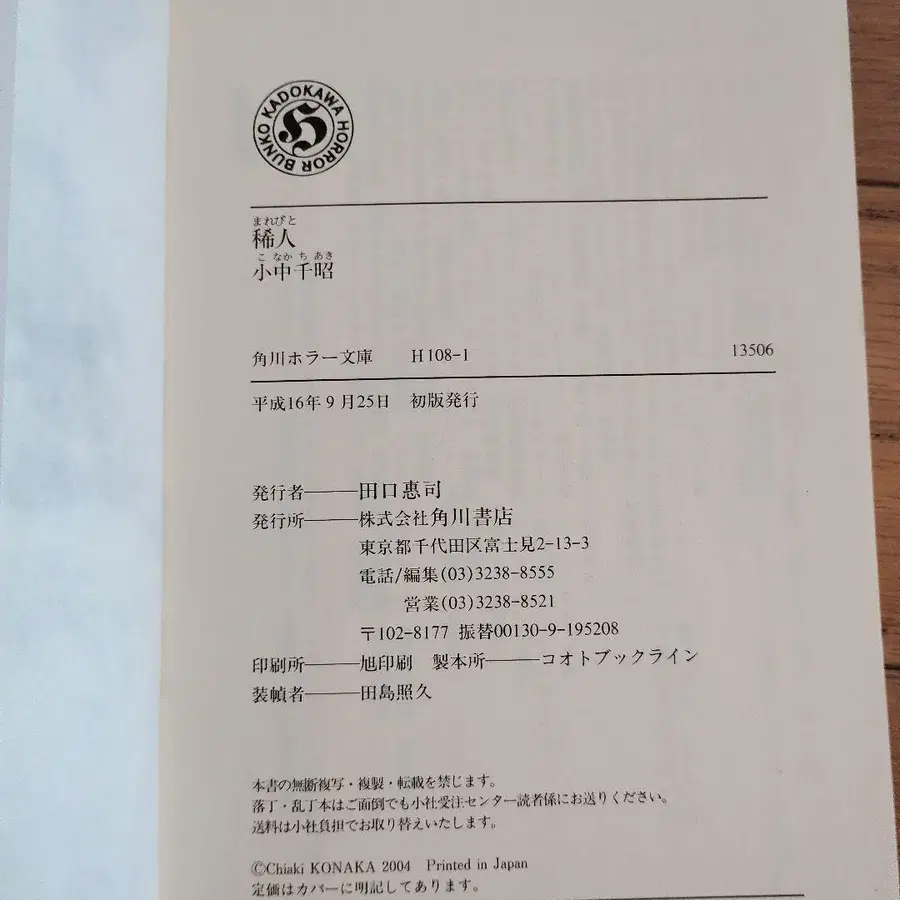 KADOKAWA HORROR BUNKO
H
まれびと
稀人
こ なか ち あき
小中千昭
角川ホラー文庫 H108-1 13506
平成16年9月25日 初版発行
発行者───田口惠司
発行所───株式会社角川書店
東京都千代田区富士見2-13-3
電話/編集(03)3238-8555
営業(03)3238-8521
〒102-8177 振替00130-9-195208
印刷所───旭印刷 製本所───コオトブックライン
装幀者───田島照久
本書の無断複写・複製・転載を禁じます。
落丁・乱丁本はご面倒でも小社受注センター読者係にお送りください。
送料は小社負担でお取り替えいたします。
©Chiaki KONAKA 2004 Printed in Japan
定価はカバーに明記してあります。